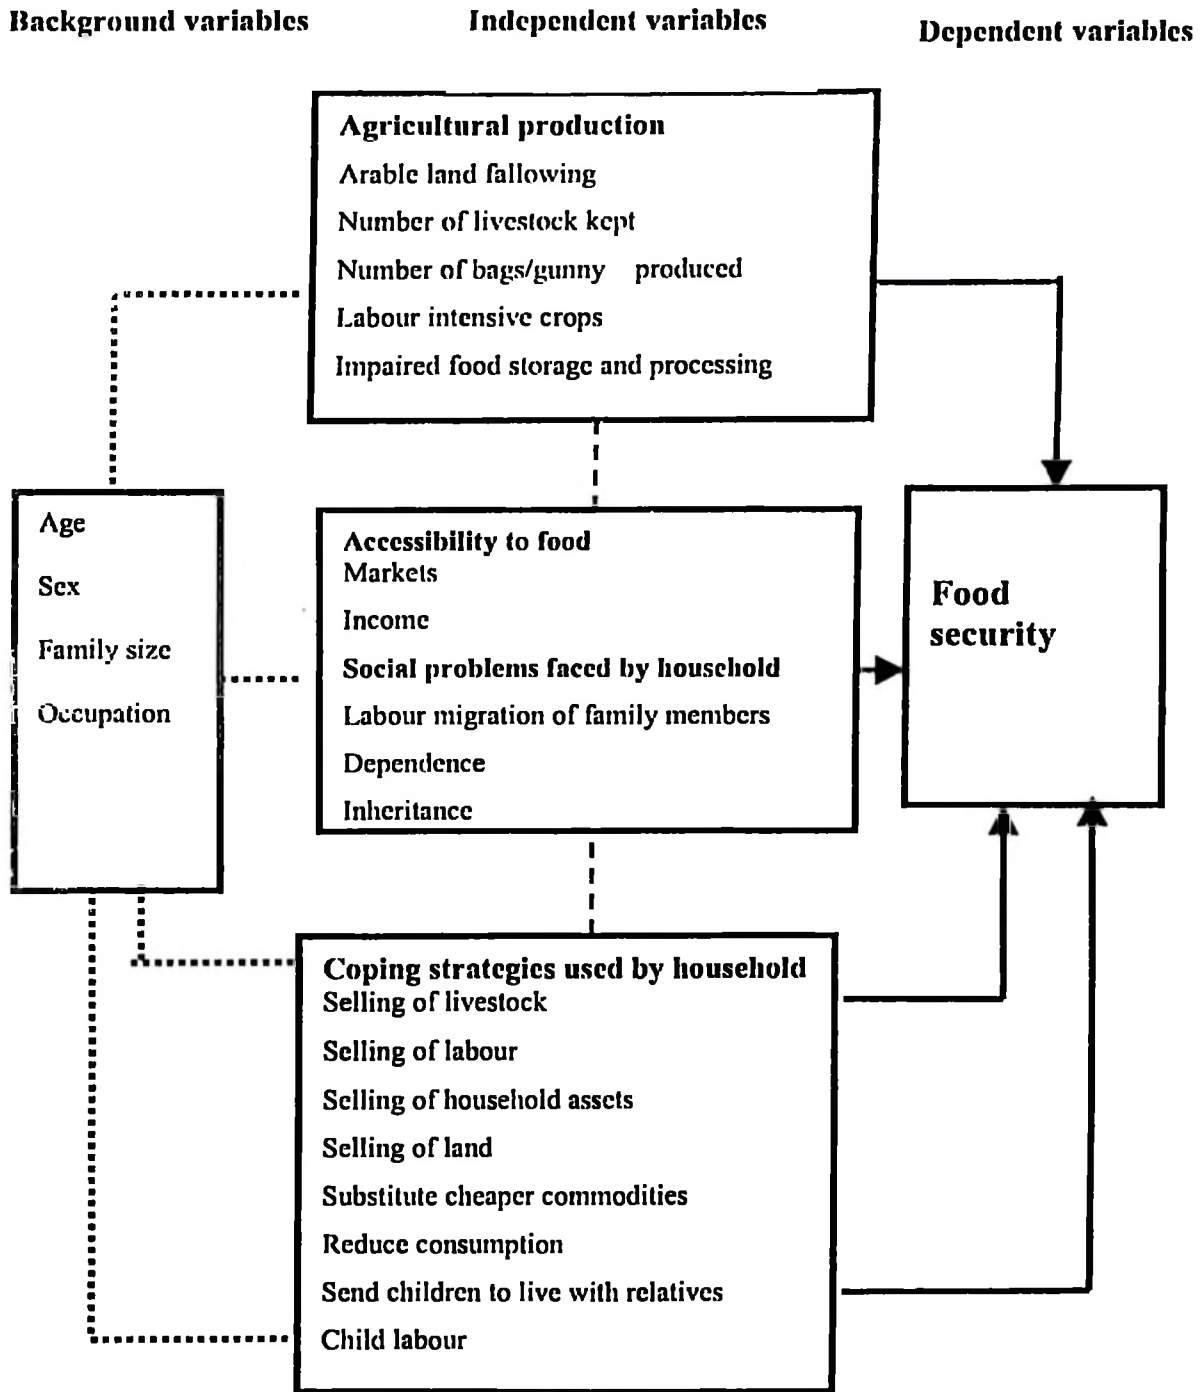 Background variables
Independent variables
Dependent variables
Agricultural production
Arable land fallowing
Number of livestock kept
Number of bags/gunny produced
Labour intensive crops
Impaired food storage and processing
Age
Sex
Family size
Occupation
Accessibility to food
Markets
Income
Social problems faced by household
Labour migration of family members
Dependence
Inheritance
Food
security
Coping strategies used by household
Selling of livestock
Selling of labour
Selling of household assets
Selling of land
Substitute cheaper commodities
Reduce consumption
Send children to live with relatives
Child labour